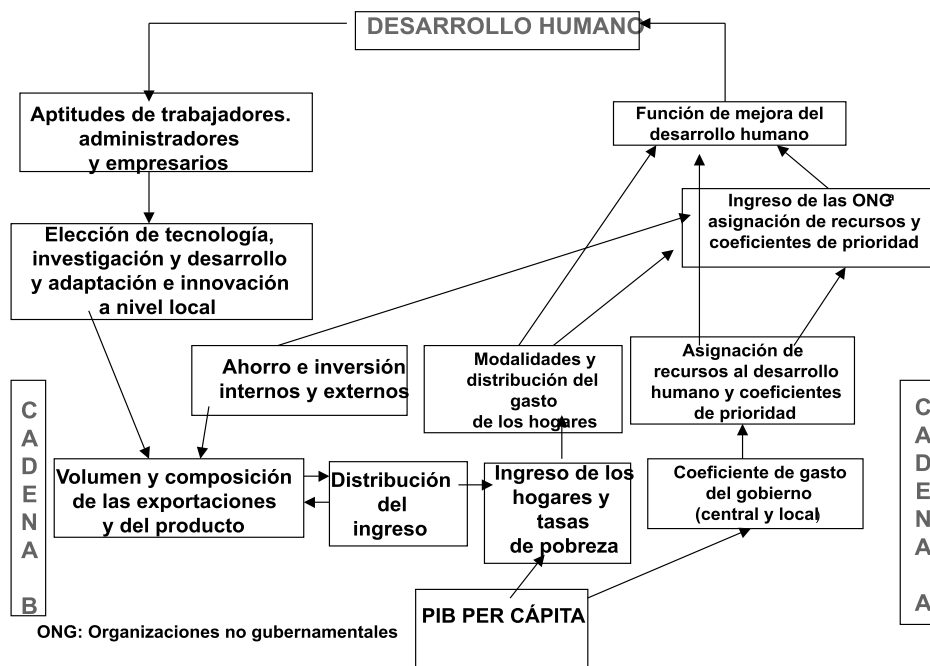 DESARROLLO HUMANO
Aptitudes de trabajadores.
administradores
y empresarios
Función de mejora del
desarrollo humano
Ingreso de las ONGª
asignación de recursos y
coeficientes de prioridad
Elección de tecnología,
investigación y desarrollo
y adaptación e innovación
a nivel local
Ahorro e inversión
internos y externos
Modalidades y
distribución del
gasto
de los hogares
Asignación de
recursos al desarrollo
humano y coeficientes
de prioridad
CADENA B
CADENA A
Volumen y composición
de las exportaciones
y del producto
Distribución
del
ingreso
Ingreso de los
hogares y
tasas
de pobreza
Coeficiente de gasto
del gobierno
(central y local)
PIB PER CÁPITA
ONG: Organizaciones no gubernamentales